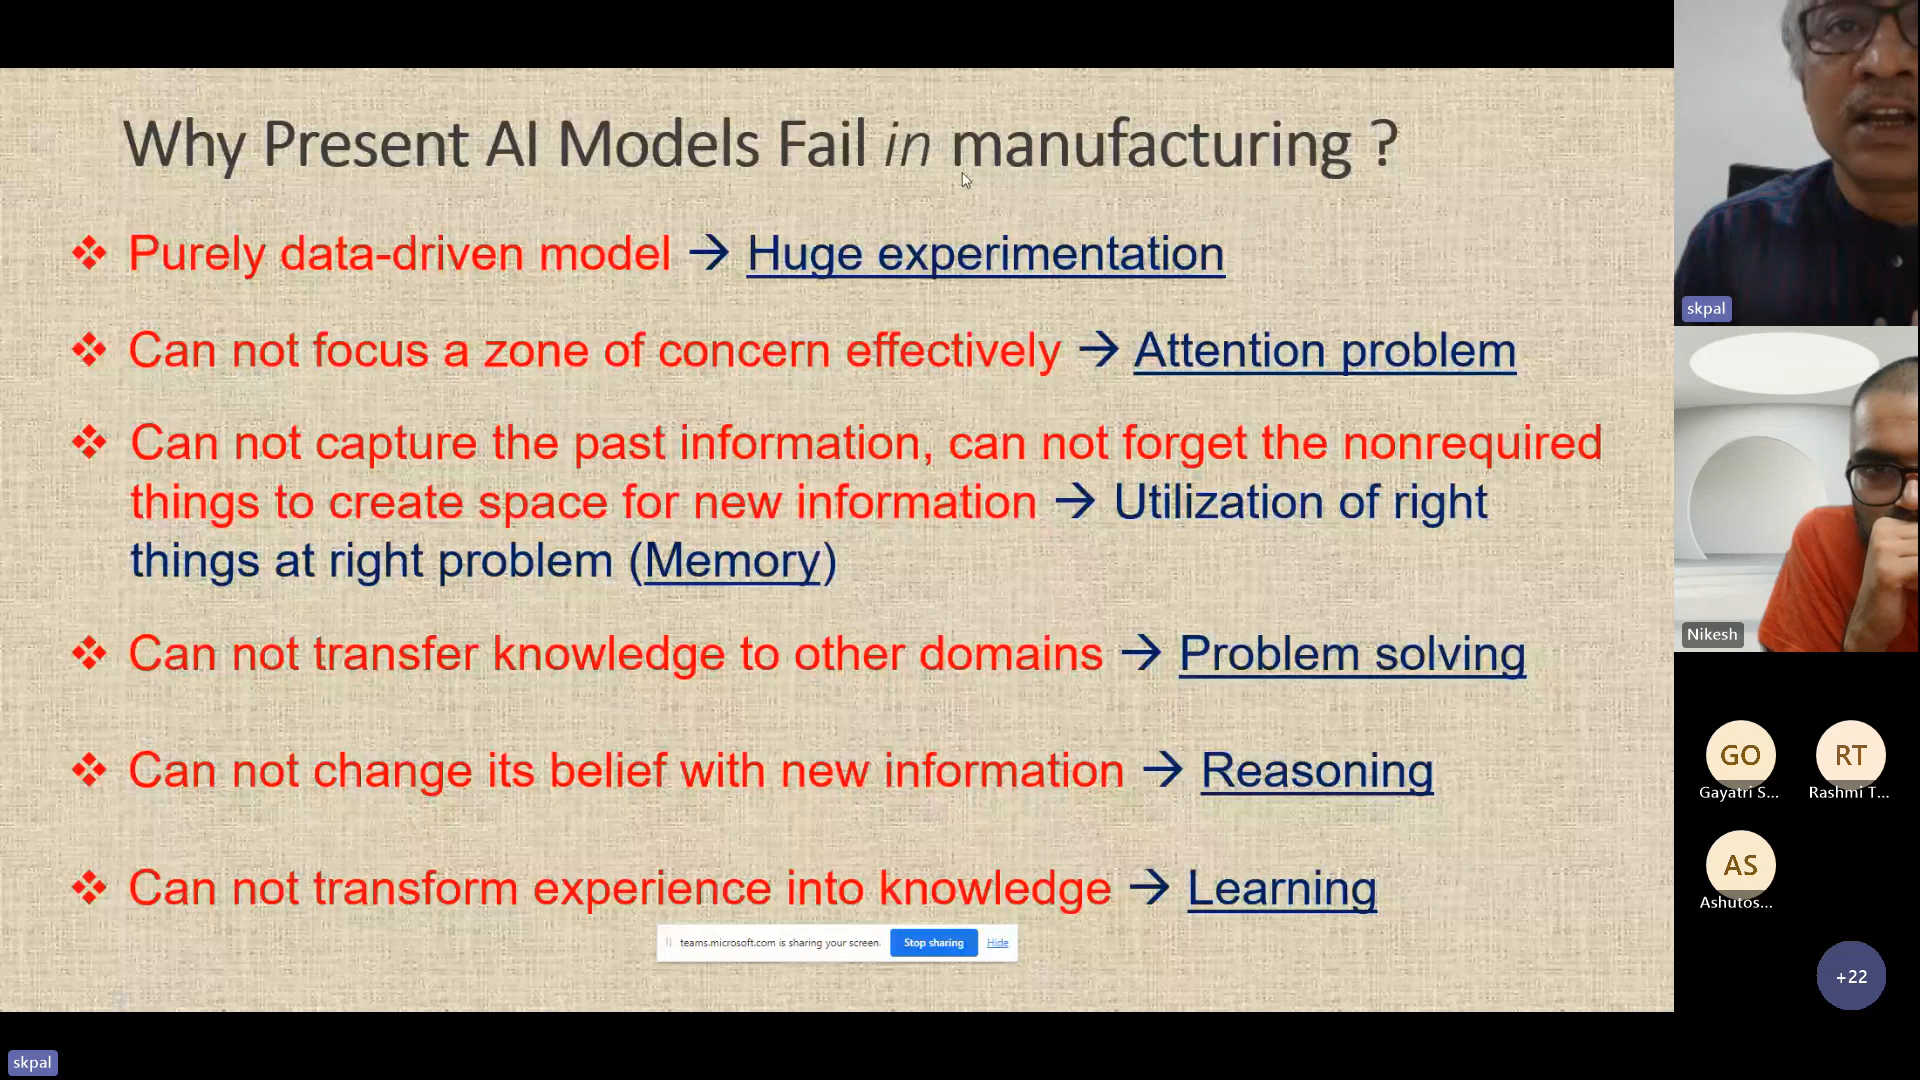 Why Present AI Models Fail in manufacturing ?
❖ Purely data-driven model → Huge experimentation
❖ Can not focus a zone of concern effectively → Attention problem
❖ Can not capture the past information, can not forget the nonrequired
things to create space for new information → Utilization of right
things at right problem (Memory)
❖ Can not transfer knowledge to other domains → Problem solving
❖ Can not change its belief with new information → Reasoning
❖ Can not transform experience into knowledge → Learning
teams.microsoft.com is sharing your screen. Stop sharing Hide
skpal
Nikesh
GO RT
Gayatri S... Rashmi T...
AS
Ashutos...
+22
skpal